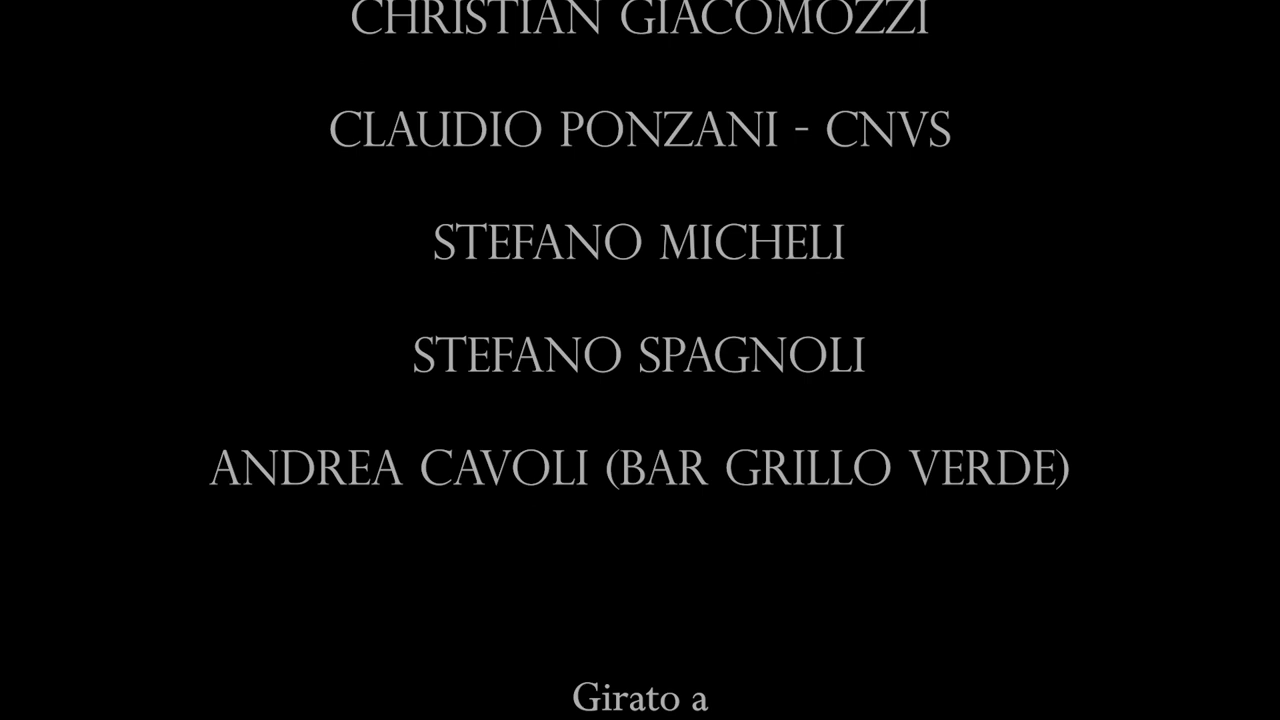 CHRISTIAN GIACOMOZZI
CLAUDIO PONZANI - CNVS
STEFANO MICHELI
STEFANO SPAGNOLI
ANDREA CAVOLI (BAR GRILLO VERDE)
Girato a